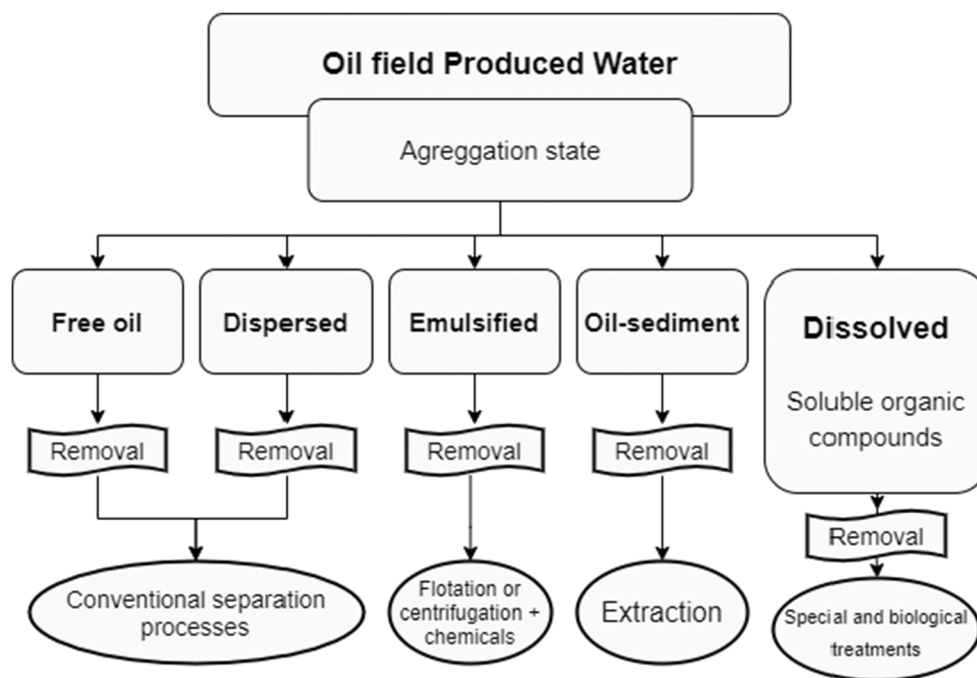 Oil field Produced Water
Agreggation state
Free oil
Dispersed
Emulsified
Oil-sediment
Dissolved
Soluble organic
compounds
Removal
Removal
Removal
Removal
Removal
Conventional separation
processes
Flotation or
centrifugation +
chemicals
Extraction
Special and biological
treatments